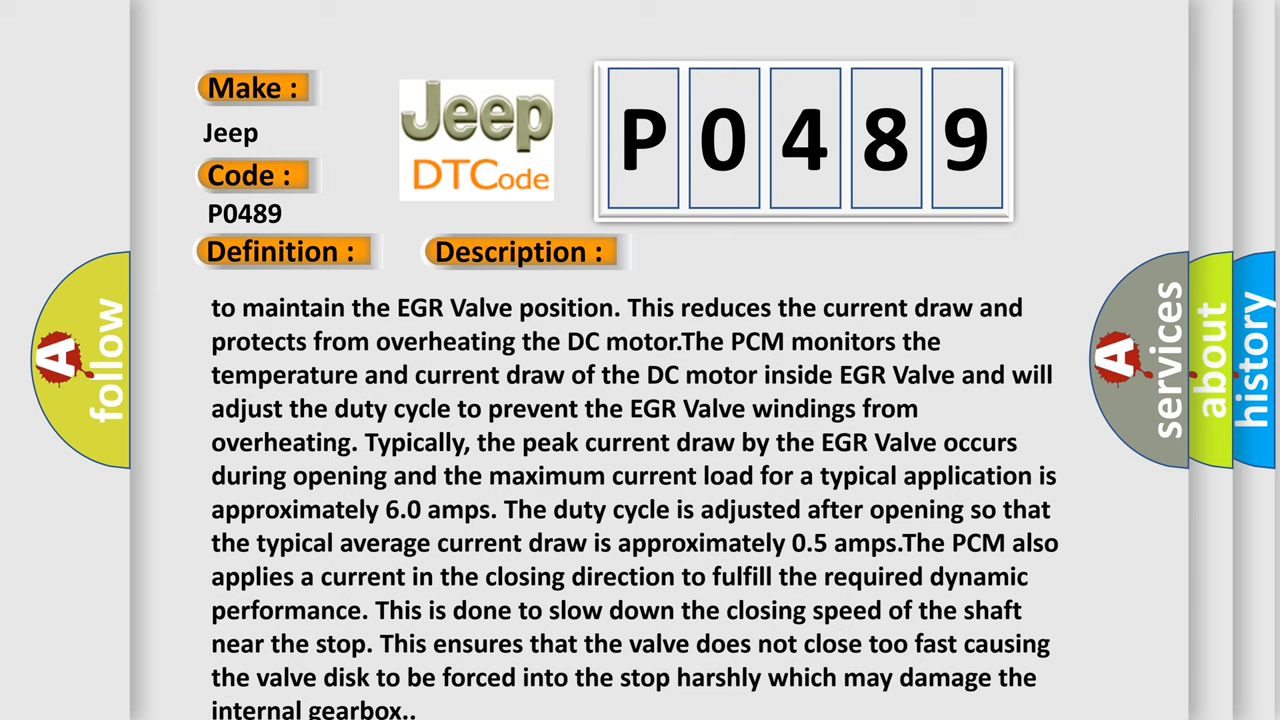 Make :
Jeep
Code :
P0489
Jeep
DTCode
P0489
Definition :
Description :
to maintain the EGR Valve position. This reduces the current draw and
protects from overheating the DC motor.The PCM monitors the
temperature and current draw of the DC motor inside EGR Valve and will
adjust the duty cycle to prevent the EGR Valve windings from
overheating. Typically, the peak current draw by the EGR Valve occurs
during opening and the maximum current load for a typical application is
approximately 6.0 amps. The duty cycle is adjusted after opening so that
the typical average current draw is approximately 0.5 amps.The PCM also
applies a current in the closing direction to fulfill the required dynamic
performance. This is done to slow down the closing speed of the shaft
near the stop. This ensures that the valve does not close too fast causing
the valve disk to be forced into the stop harshly which may damage the
internal gearbox..
A
follow
A
services
about
history